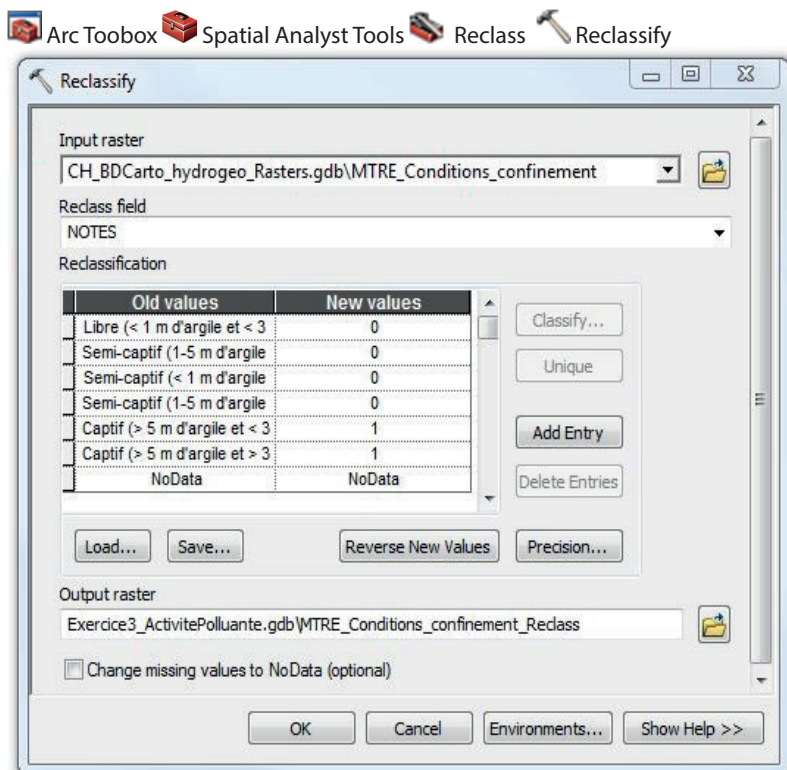 Arc Toobox Spatial Analyst Tools Reclass Reclassify
Reclassify
Input raster
CH_BDCarto_hydrogeo_Rasters.gdb\MTRE_Conditions_confinement
Reclass field
NOTES
Reclassification
Old values New values
Libre (< 1 m d'argile et < 3 0
Semi-captif (1-5 m d'argile 0
Semi-captif (< 1 m d'argile 0
Semi-captif (1-5 m d'argile 0
Captif (> 5 m d'argile et < 3 1
Captif (> 5 m d'argile et > 3 1
NoData NoData
Classify...
Unique
Add Entry
Delete Entries
Load... Save... Reverse New Values Precision...
Output raster
Exercice3_ActivitePolluante.gdb\MTRE_Conditions_confinement_Reclass
Change missing values to NoData (optional)
OK Cancel Environments... Show Help >>